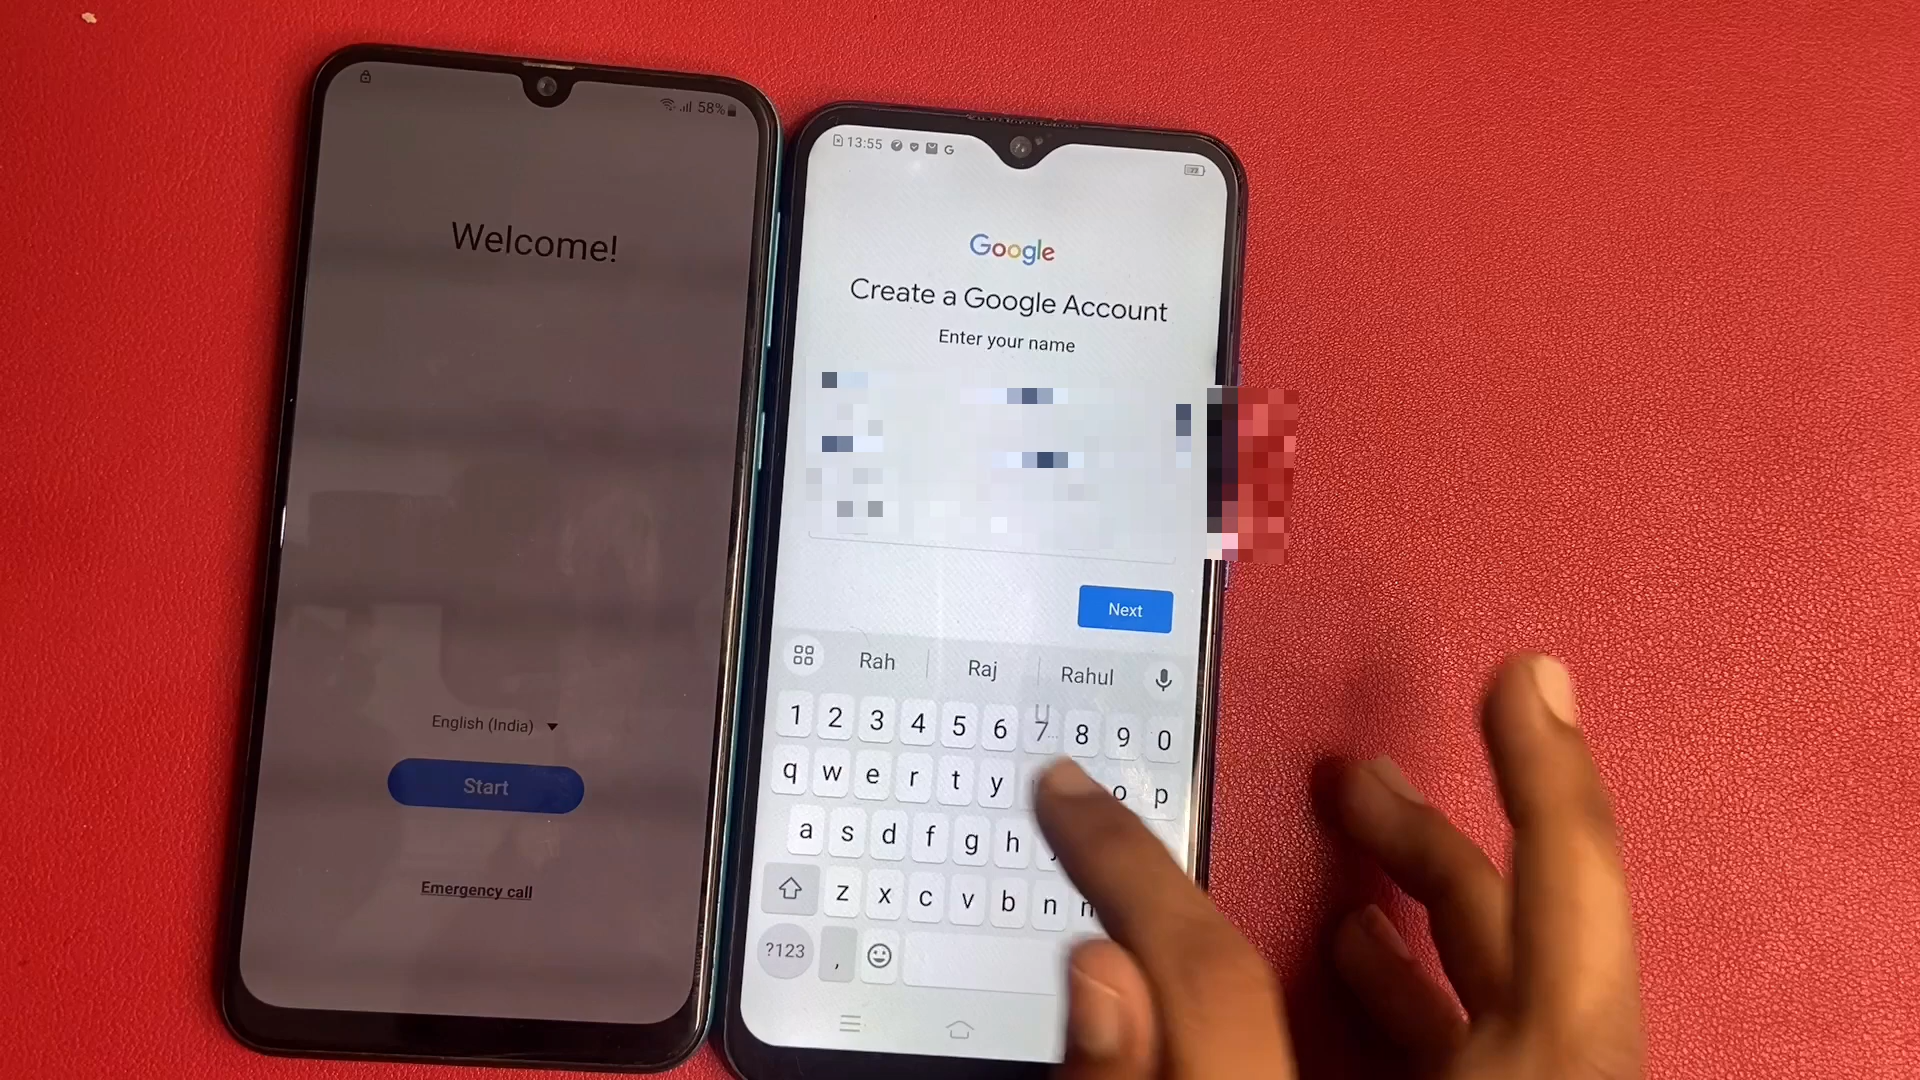 58%
Welcome!
English (India)
Start
Emergency call
13:55
G
Google
Create a Google Account
Enter your name
Next
Rah Raj Rahul
1 2 3 4 5 6 7 8 9 0
q w e r t y o p
a s d f g h
z x c v b n
?123 ,